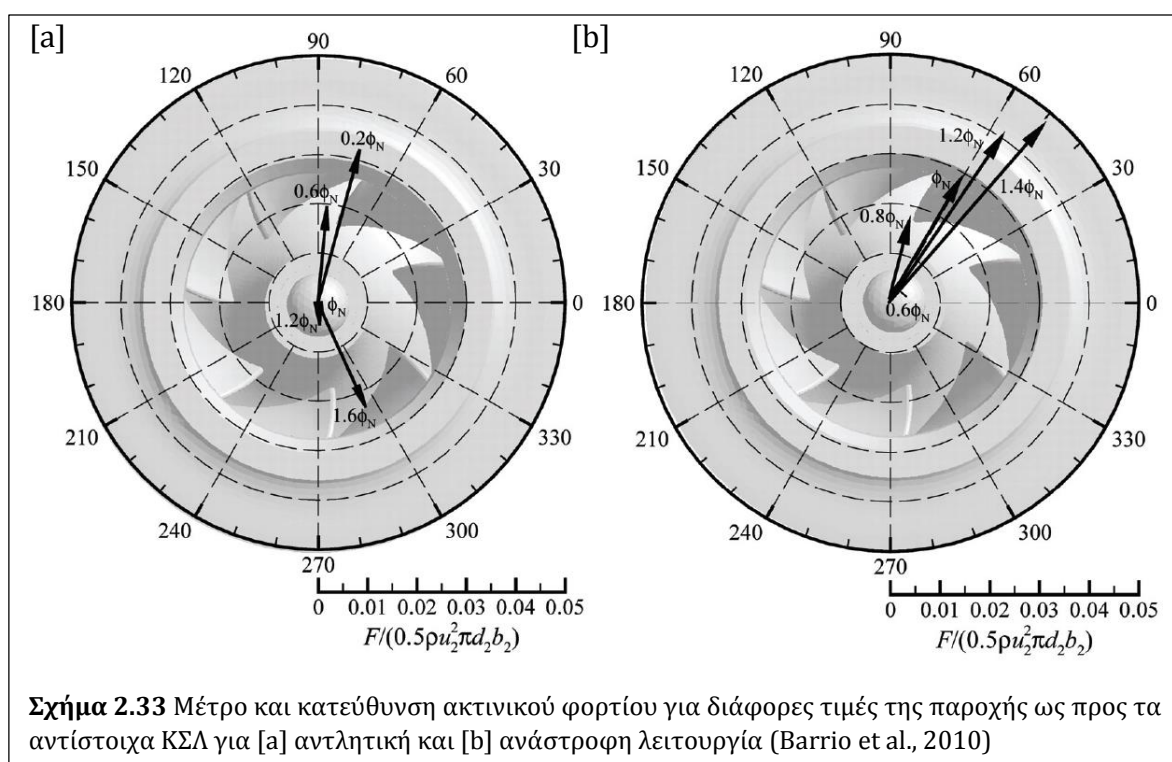 [a]
90
120
60
150
30
180
0
210
330
240
300
270
0.2ϕN
0.6ϕN
ϕN
1.2ϕN
1.6ϕN
0 0.01 0.02 0.03 0.04 0.05
F/(0.5ρu₂²πd₂b₂)
[b]
90
120
60
150
30
180
0
210
330
240
300
270
1.2ϕN
ϕN
1.4ϕN
0.8ϕN
0.6ϕN
0 0.01 0.02 0.03 0.04 0.05
F/(0.5ρu₂²πd₂b₂)
Σχήμα 2.33 Μέτρο και κατεύθυνση ακτινικού φορτίου για διάφορες τιμές της παροχής ως προς τα
αντίστοιχα ΚΣΛ για [a] αντλητική και [b] ανάστροφη λειτουργία (Barrio et al., 2010)